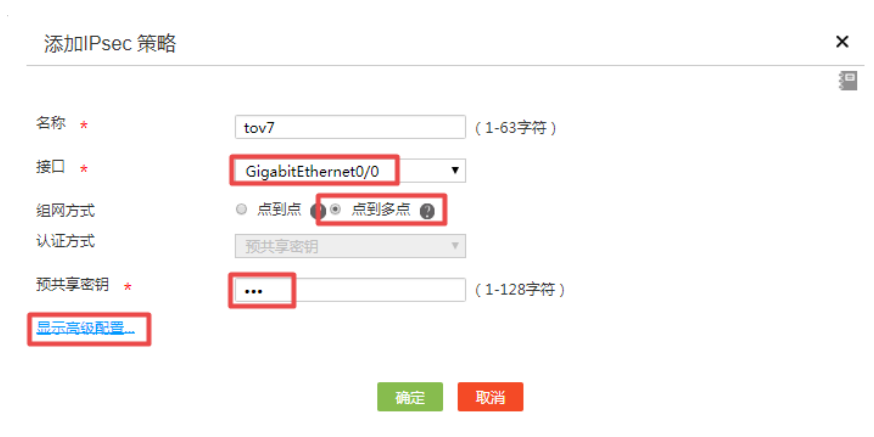 添加IPsec 策略
名称 * tov7 (1-63字符)
接口 * GigabitEthernet0/0
组网方式 点到点 ? 点到多点 ?
认证方式 预共享密钥
预共享密钥 * ••• (1-128字符)
显示高级配置...
确定 取消